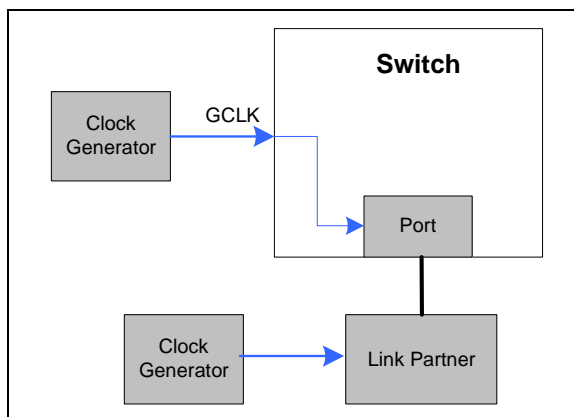 Switch
Clock
Generator
GCLK
Port
Clock
Generator
Link Partner